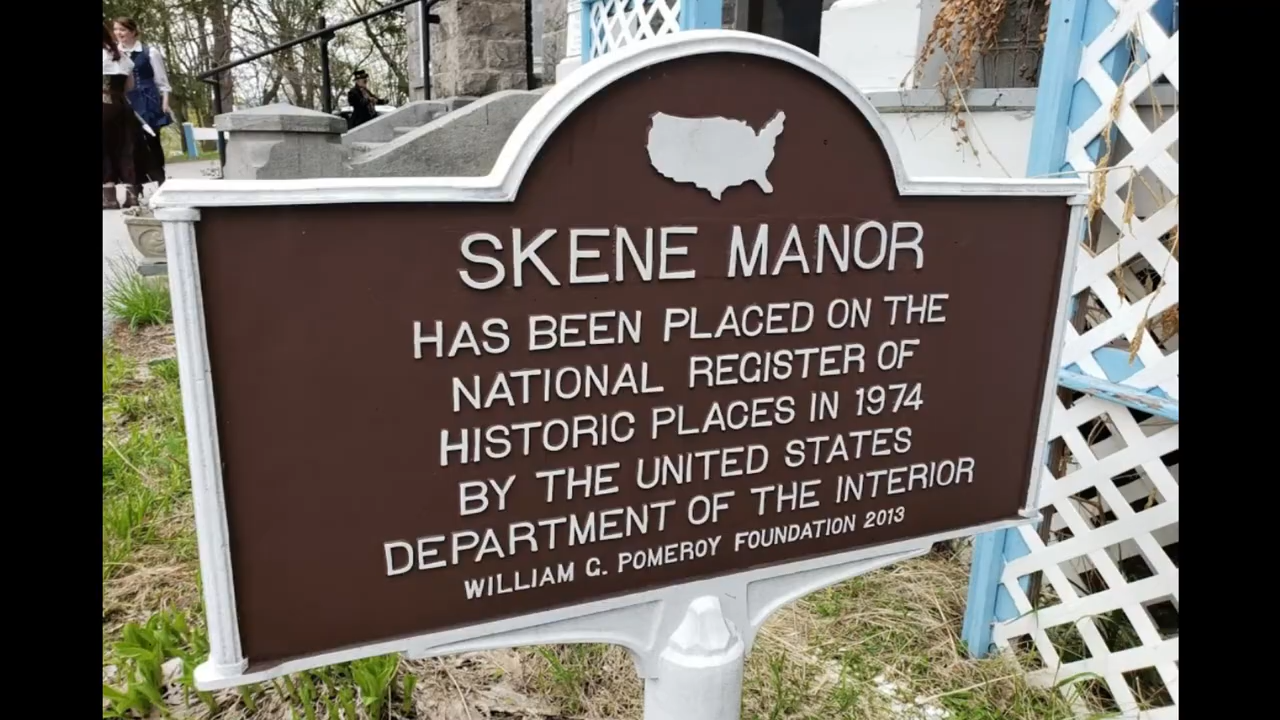 SKENE MANOR
HAS BEEN PLACED ON THE
NATIONAL REGISTER OF
HISTORIC PLACES IN 1974
BY THE UNITED STATES
DEPARTMENT OF THE INTERIOR
WILLIAM G. POMEROY FOUNDATION 2013